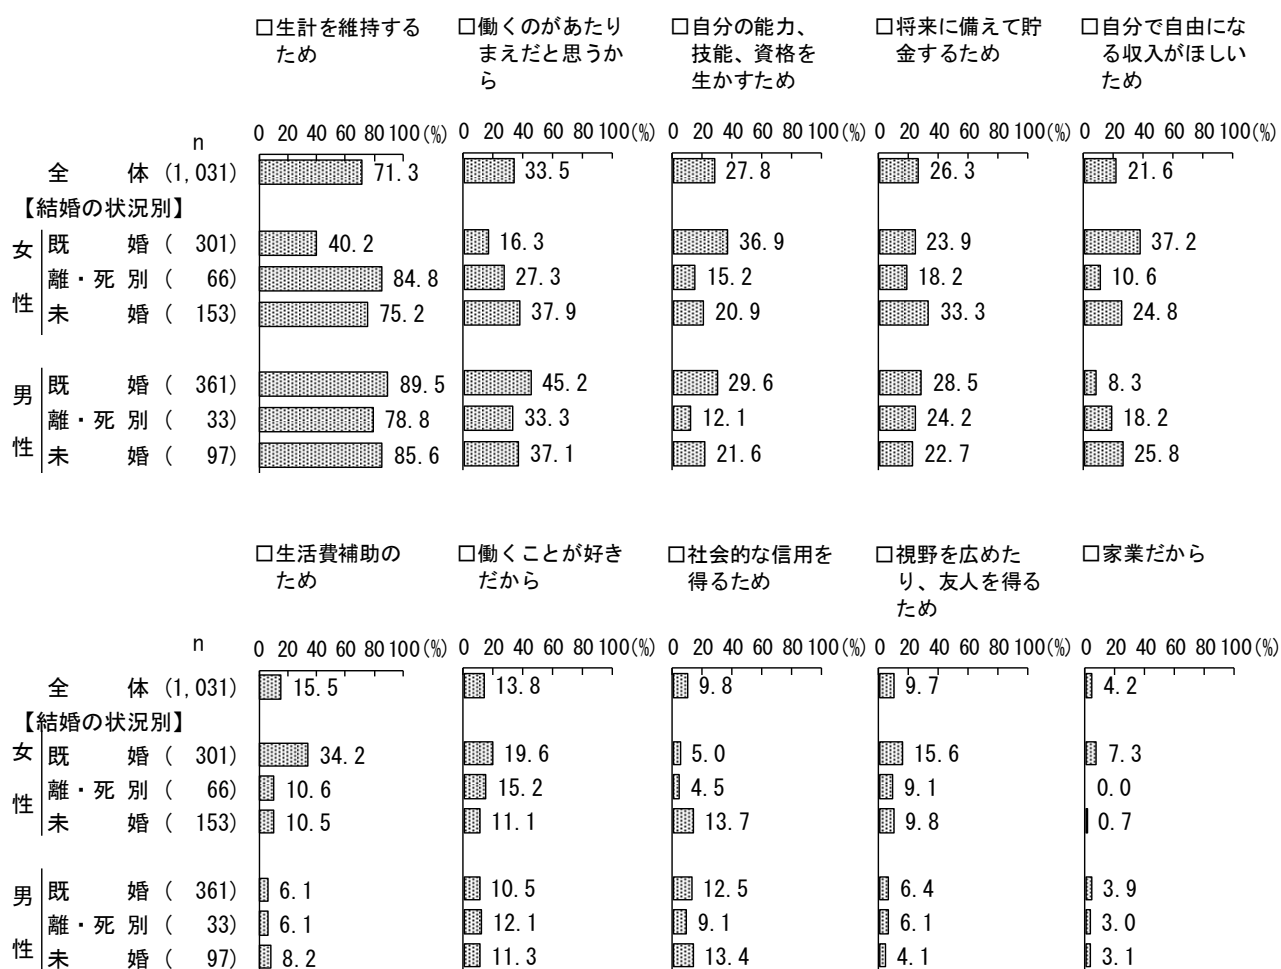 □生計を維持する
ため
□働くのがあたり
まえだと思うか
ら
□自分の能力、
技能、資格を
生かすため
□将来に備えて貯
金するため
□自分で自由にな
る収入がほしい
ため
n
0 20 40 60 80 100(%) 0 20 40 60 80 100(%) 0 20 40 60 80 100(%) 0 20 40 60 80 100(%) 0 20 40 60 80 100(%)
全体 (1,031) 71.3 33.5 27.8 26.3 21.6
【結婚の状況別】
女性
既婚 ( 301) 40.2 16.3 36.9 23.9 37.2
離・死別 ( 66) 84.8 27.3 15.2 18.2 10.6
未婚 ( 153) 75.2 37.9 20.9 33.3 24.8
男性
既婚 ( 361) 89.5 45.2 29.6 28.5 8.3
離・死別 ( 33) 78.8 33.3 12.1 24.2 18.2
未婚 ( 97) 85.6 37.1 21.6 22.7 25.8
□生活費補助の
ため
□働くことが好き
だから
□社会的な信用を
得るため
□視野を広めた
り、友人を得る
ため
□家業だから
n
0 20 40 60 80 100(%) 0 20 40 60 80 100(%) 0 20 40 60 80 100(%) 0 20 40 60 80 100(%) 0 20 40 60 80 100(%)
全体 (1,031) 15.5 13.8 9.8 9.7 4.2
【結婚の状況別】
女性
既婚 ( 301) 34.2 19.6 5.0 15.6 7.3
離・死別 ( 66) 10.6 15.2 4.5 9.1 0.0
未婚 ( 153) 10.5 11.1 13.7 9.8 0.7
男性
既婚 ( 361) 6.1 10.5 12.5 6.4 3.9
離・死別 ( 33) 6.1 12.1 9.1 6.1 3.0
未婚 ( 97) 8.2 11.3 13.4 4.1 3.1